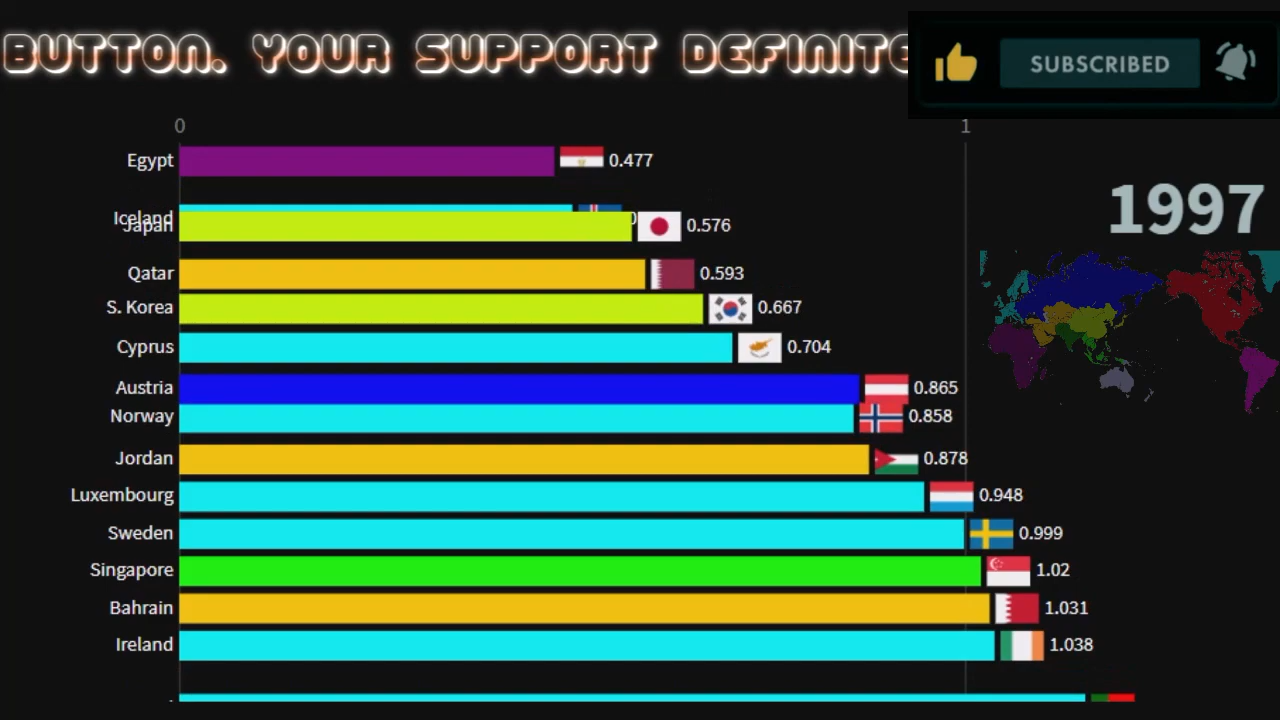 BUTTON. YOUR SUPPORT
SUBSCRIBED
0 1
Egypt 0.477
1997
Iceland
Japan 0.576
Qatar 0.593
S. Korea 0.667
Cyprus 0.704
Austria 0.865
Norway 0.858
Jordan 0.878
Luxembourg 0.948
Sweden 0.999
Singapore 1.02
Bahrain 1.031
Ireland 1.038